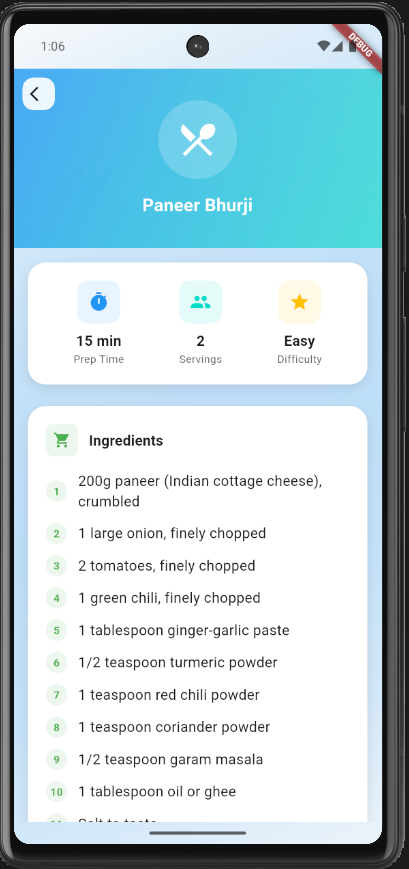 1:06
DEBUG
Paneer Bhurji
15 min
2
Easy
Prep Time
Servings
Difficulty
Ingredients
1 200g paneer (Indian cottage cheese),
crumbled
2 1 large onion, finely chopped
3 2 tomatoes, finely chopped
4 1 green chili, finely chopped
5 1 tablespoon ginger-garlic paste
6 1/2 teaspoon turmeric powder
7 1 teaspoon red chili powder
8 1 teaspoon coriander powder
9 1/2 teaspoon garam masala
10 1 tablespoon oil or ghee